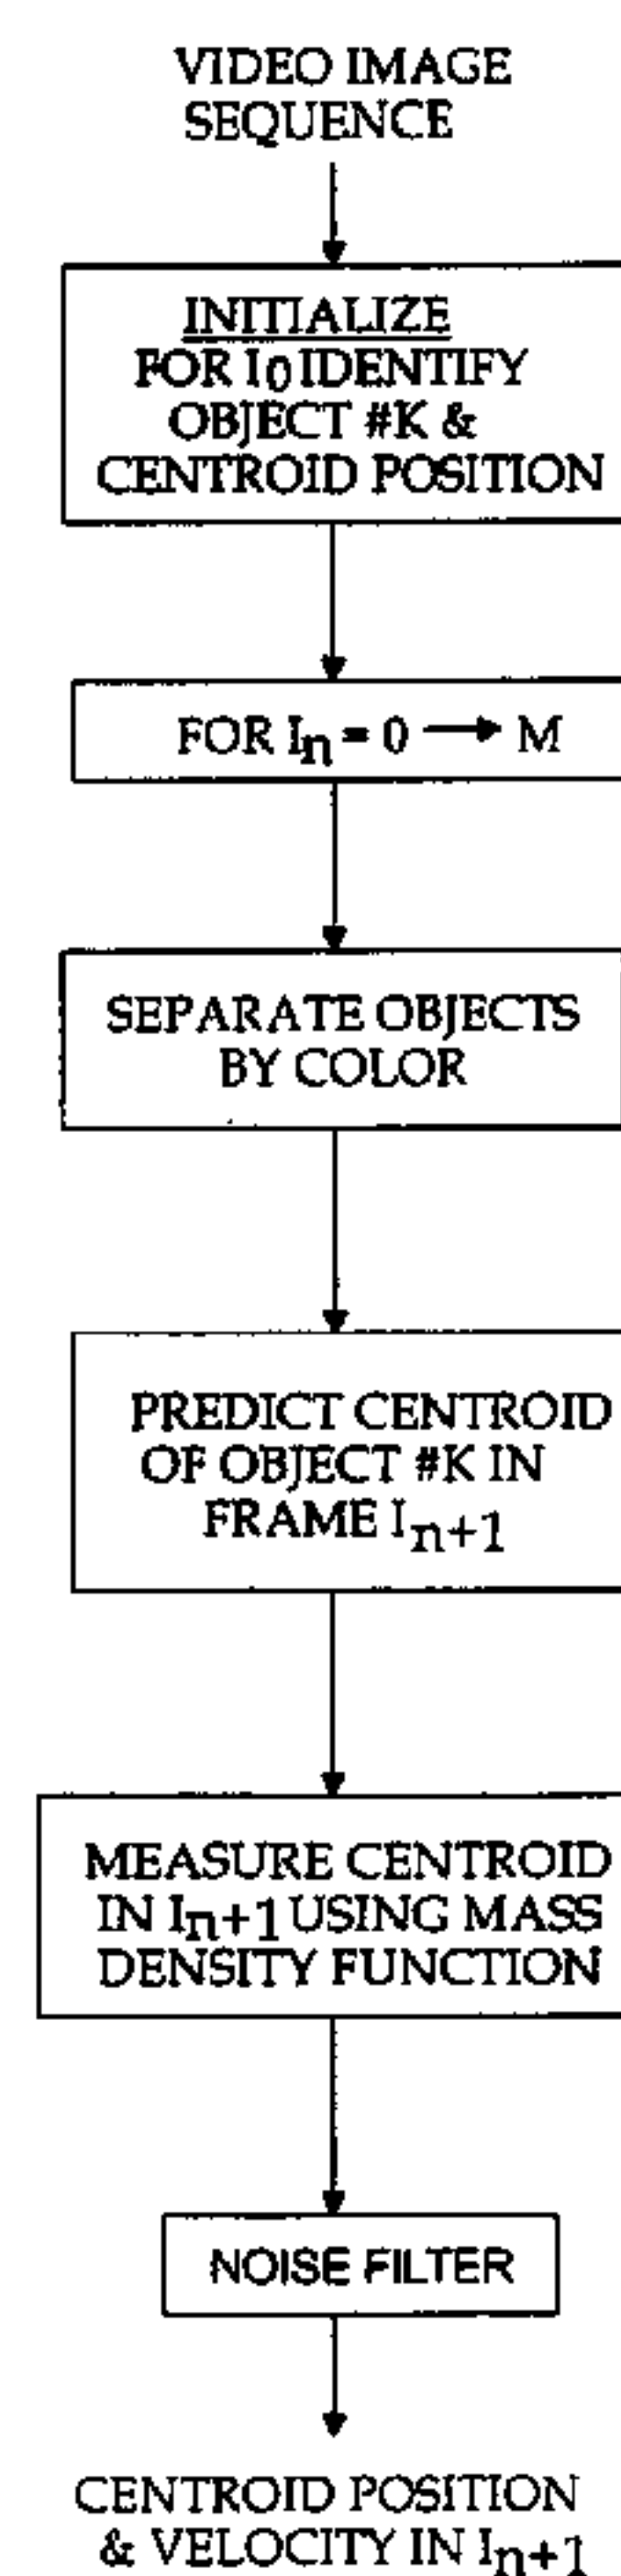 VIDEO IMAGE
SEQUENCE
INITIALIZE
FOR I0 IDENTIFY
OBJECT #K &
CENTROID POSITION
FOR In = 0 → M
SEPARATE OBJECTS
BY COLOR
PREDICT CENTROID
OF OBJECT #K IN
FRAME In+1
MEASURE CENTROID
IN In+1 USING MASS
DENSITY FUNCTION
NOISE FILTER
CENTROID POSITION
& VELOCITY IN In+1